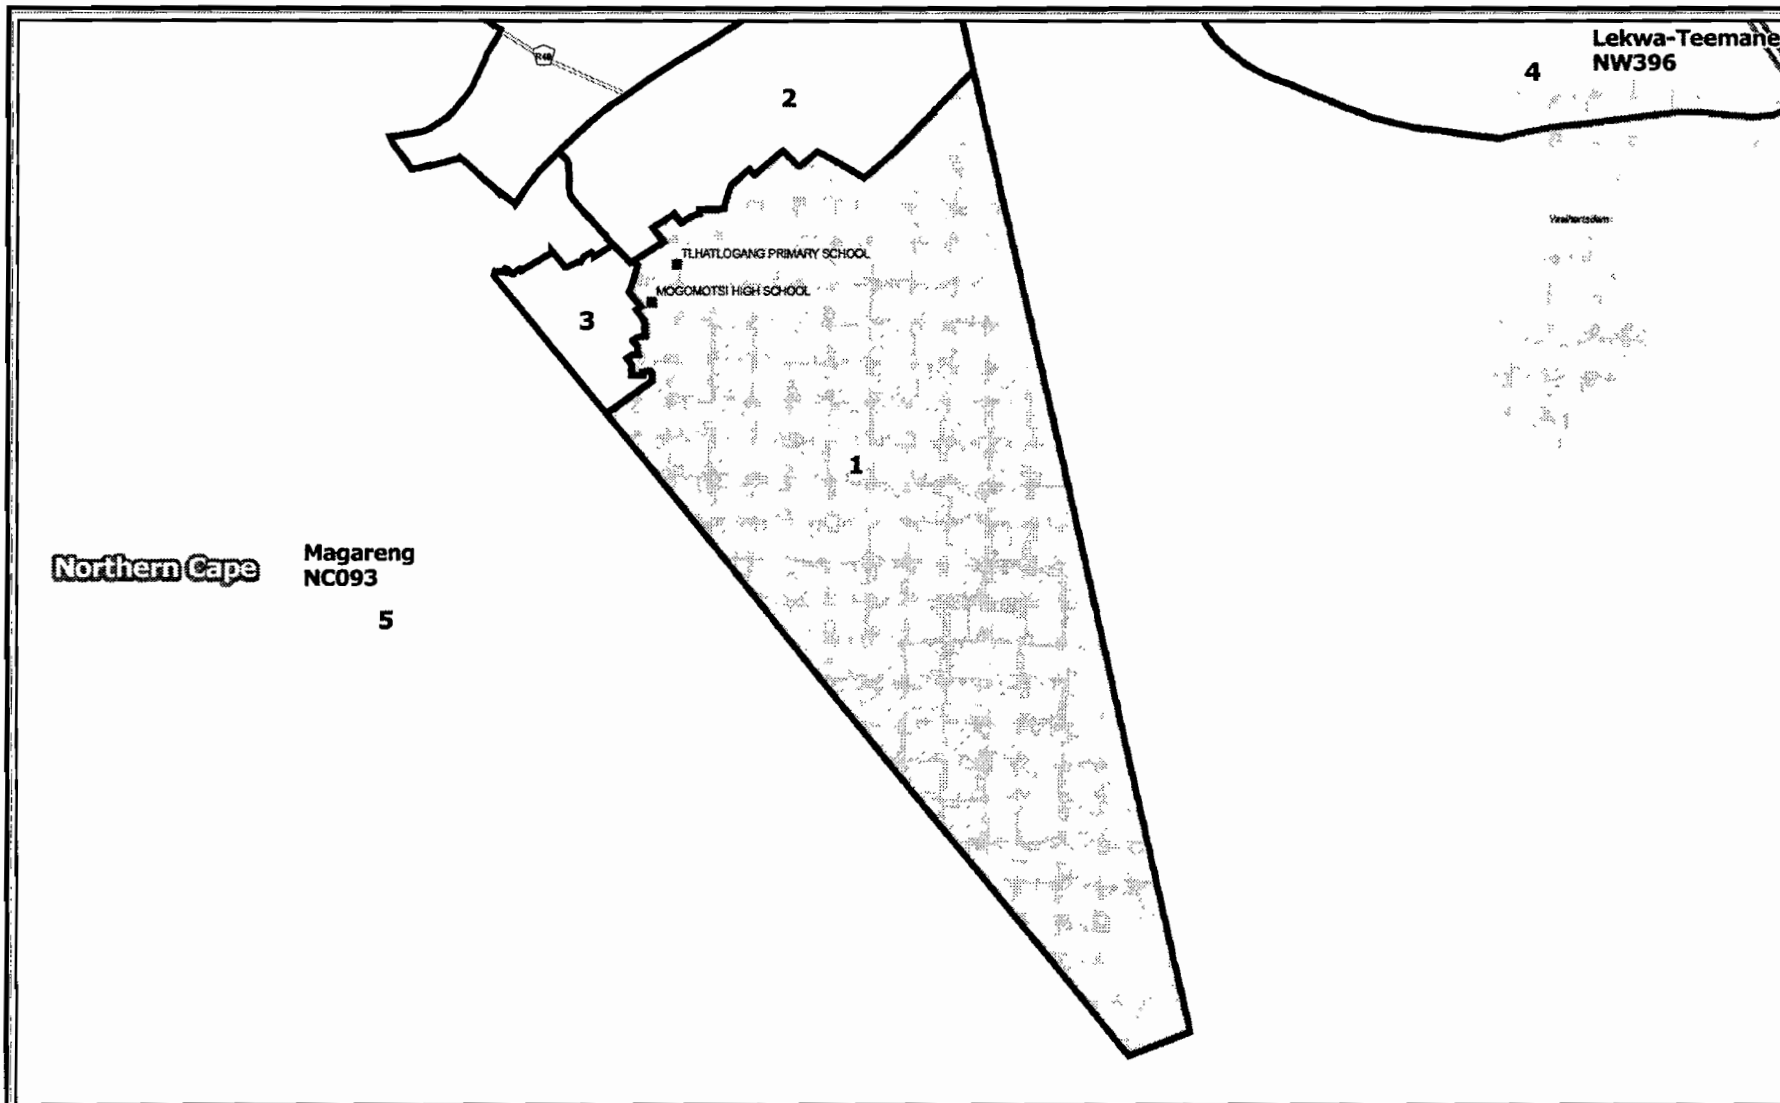 Lekwa-Teemane
NW396
4
2
TLHATLOGANG PRIMARY SCHOOL
MOGOMOTSI HIGH SCHOOL
3
1
Northern Cape
Magareng
NC093
5